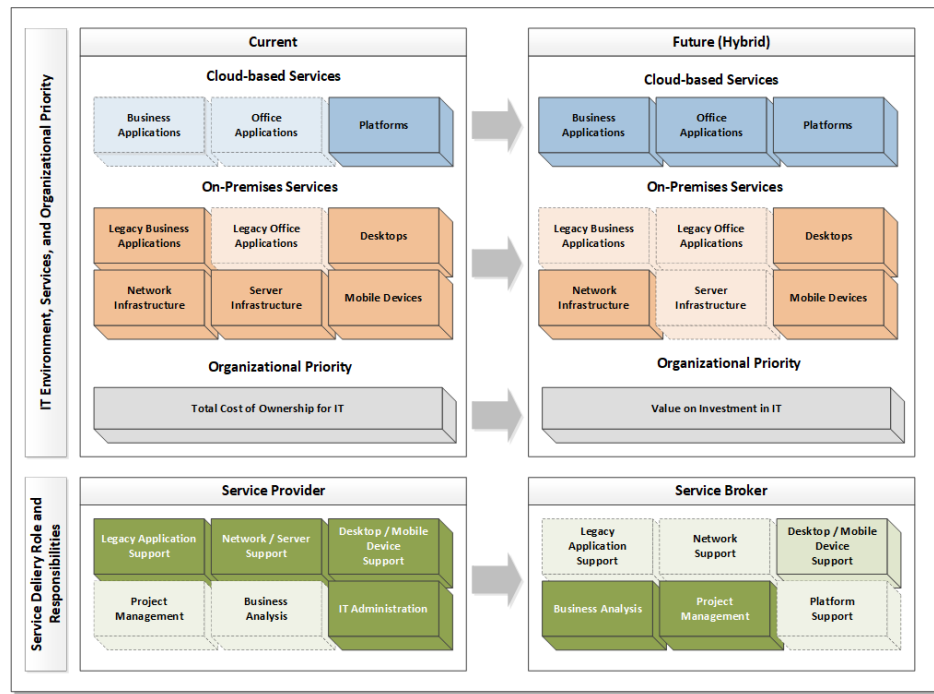 IT Environment, Services, and Organizational Priority
Current
Cloud-based Services
Business
Applications
Office
Applications
Platforms
On-Premises Services
Legacy Business
Applications
Legacy Office
Applications
Desktops
Network
Infrastructure
Server
Infrastructure
Mobile Devices
Organizational Priority
Total Cost of Ownership for IT
Future (Hybrid)
Cloud-based Services
Business
Applications
Office
Applications
Platforms
On-Premises Services
Legacy Business
Applications
Legacy Office
Applications
Desktops
Network
Infrastructure
Server
Infrastructure
Mobile Devices
Organizational Priority
Value on Investment in IT
Service Deliery Role and
Responsibilities
Service Provider
Legacy Application
Support
Network / Server
Support
Desktop / Mobile
Device Support
Project
Management
Business
Analysis
IT Administration
Service Broker
Legacy
Application
Support
Network
Support
Desktop / Mobile
Device
Support
Business Analysis
Project
Management
Platform
Support